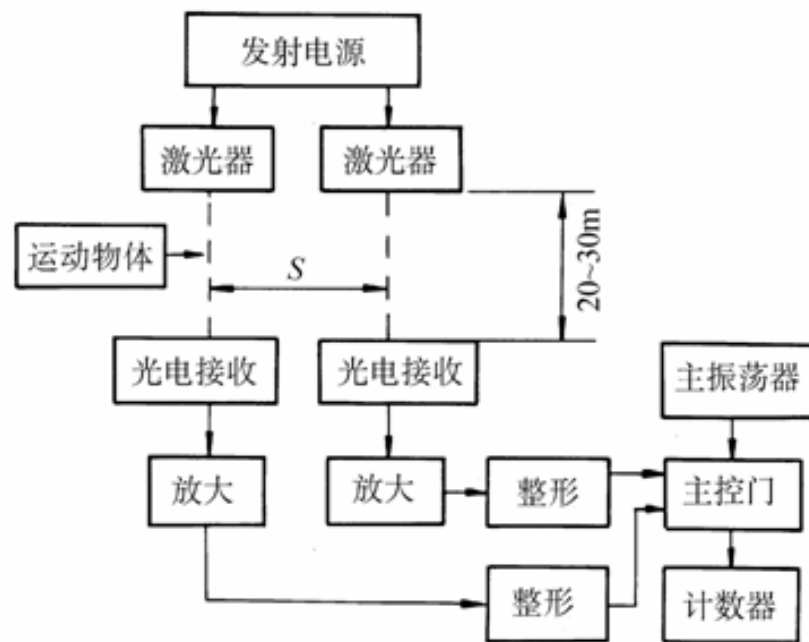 发射电源
激光器
激光器
运动物体
S
20~30m
光电接收
光电接收
主振荡器
放大
放大
整形
主控门
整形
计数器